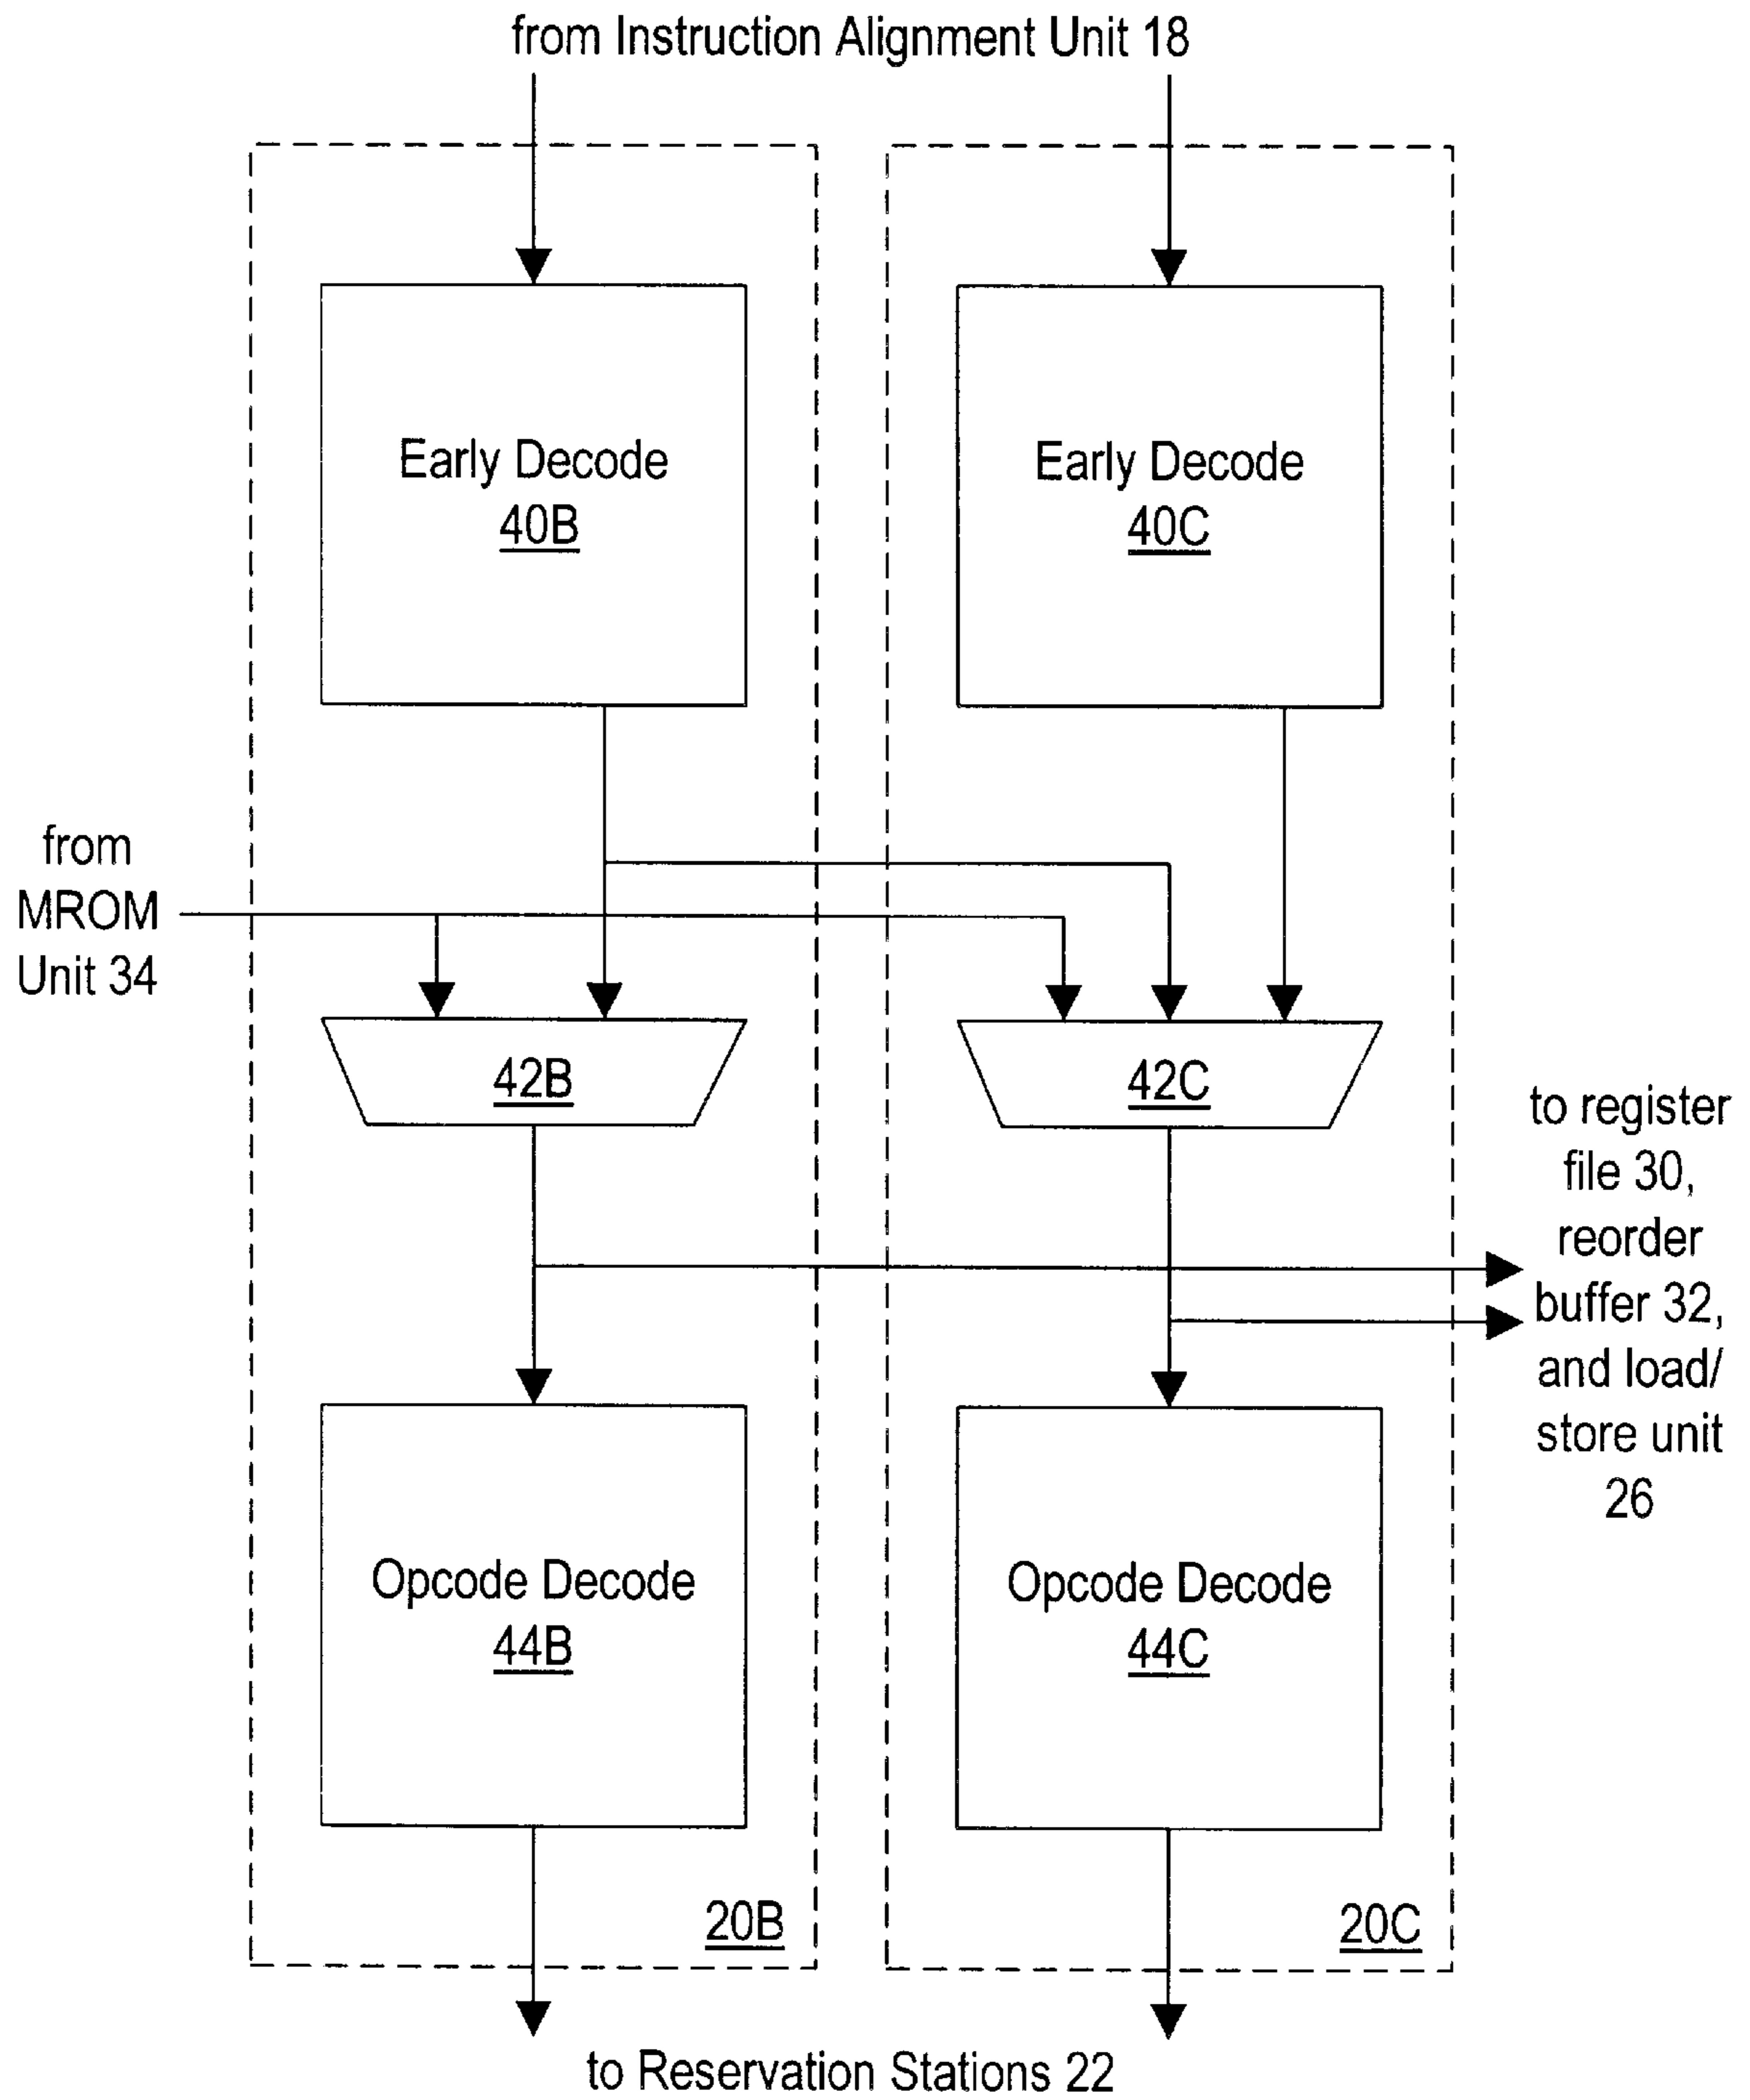 from Instruction Alignment Unit 18
Early Decode
40B
Early Decode
40C
from
MROM
Unit 34
42B
42C
to register
file 30,
reorder
buffer 32,
and load/
store unit
26
Opcode Decode
44B
Opcode Decode
44C
20B
20C
to Reservation Stations 22